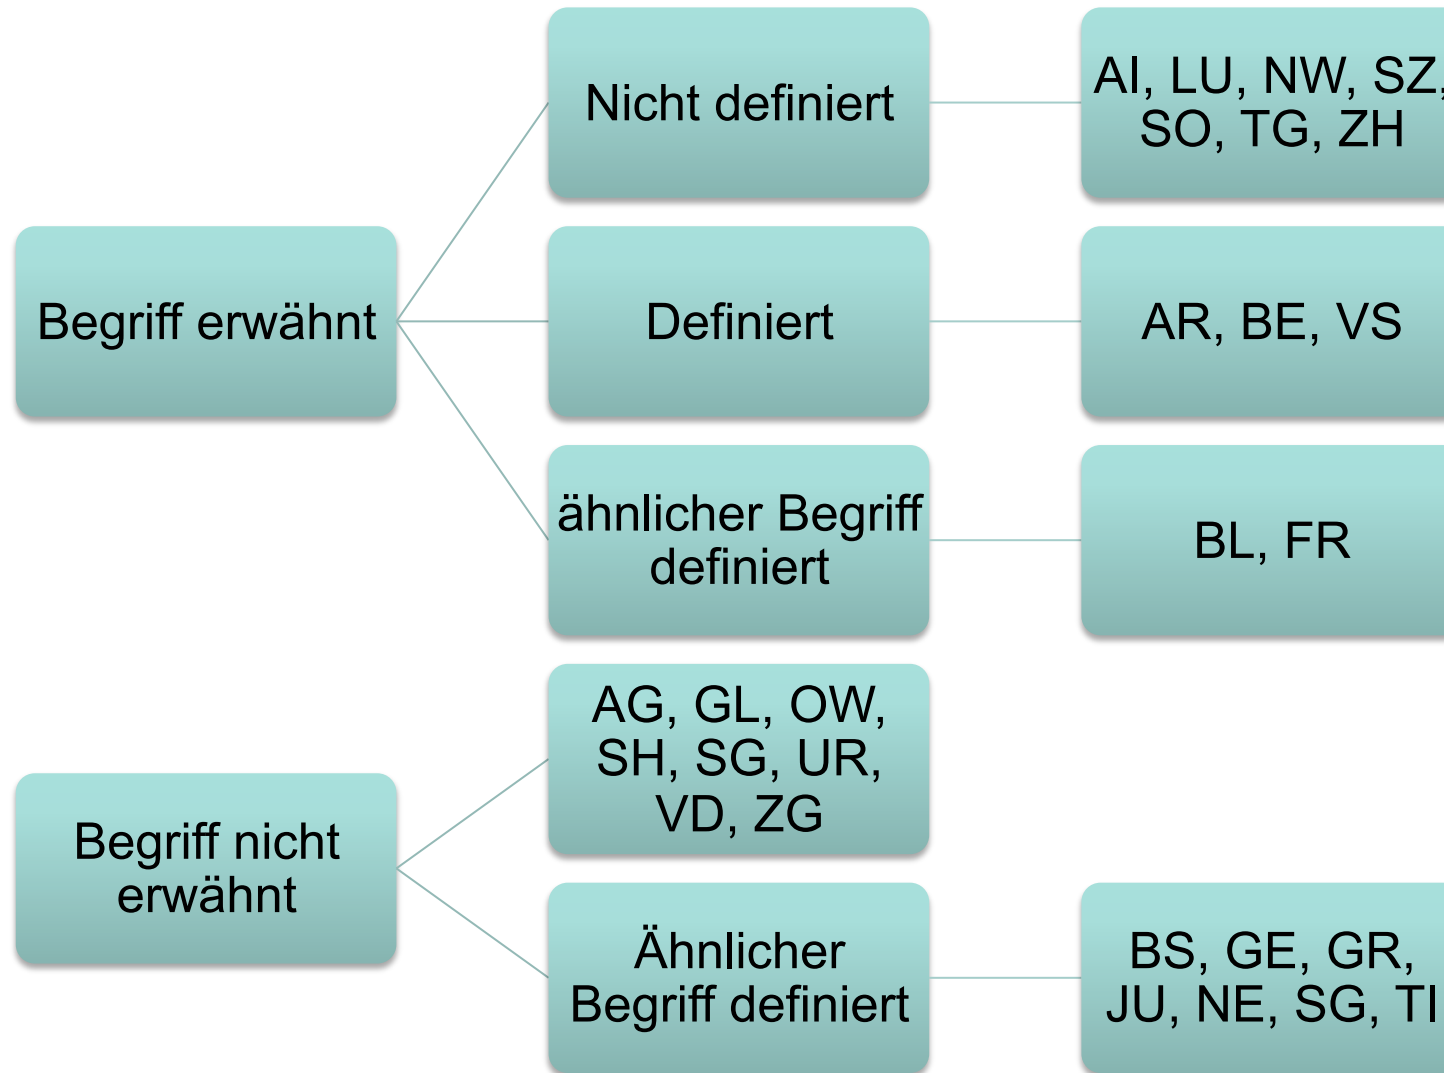 Begriff erwähnt
Nicht definiert
AI, LU, NW, SZ,
SO, TG, ZH
Definiert
AR, BE, VS
ähnlicher Begriff
definiert
BL, FR
Begriff nicht
erwähnt
AG, GL, OW,
SH, SG, UR,
VD, ZG
Ähnlicher
Begriff definiert
BS, GE, GR,
JU, NE, SG, TI